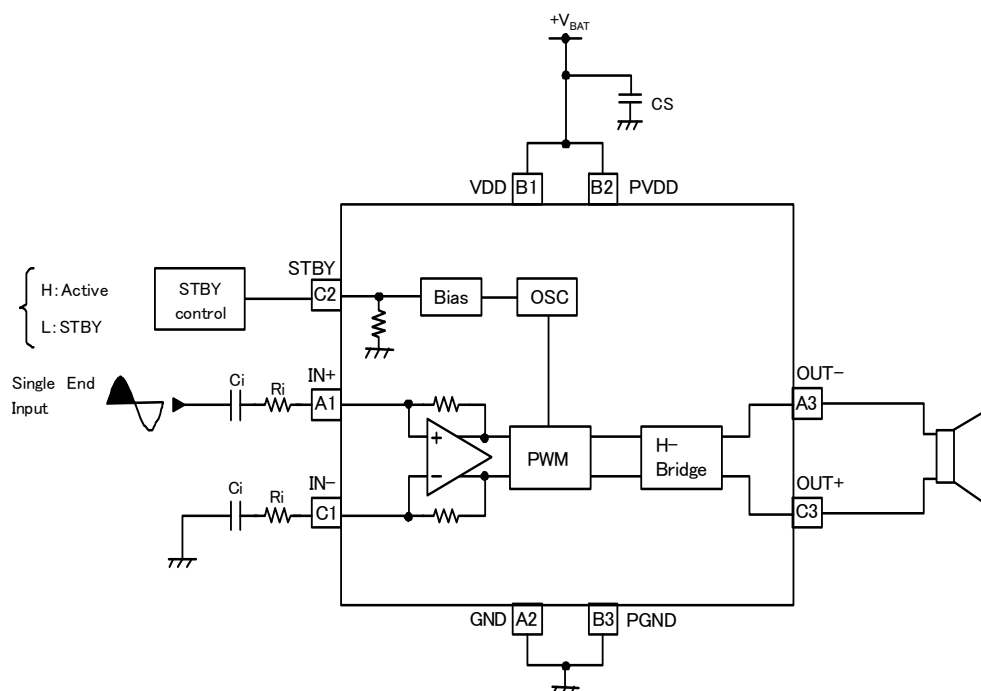 +VBAT
CS
VDD B1 B2 PVDD
STBY
H:Active
L:STBY
STBY
control
C2
Bias
OSC
Single End
Input
Ci
Ri
IN+
A1
+
−
PWM
H-
Bridge
OUT-
A3
Ci
Ri
IN-
C1
OUT+
C3
GND A2 B3 PGND